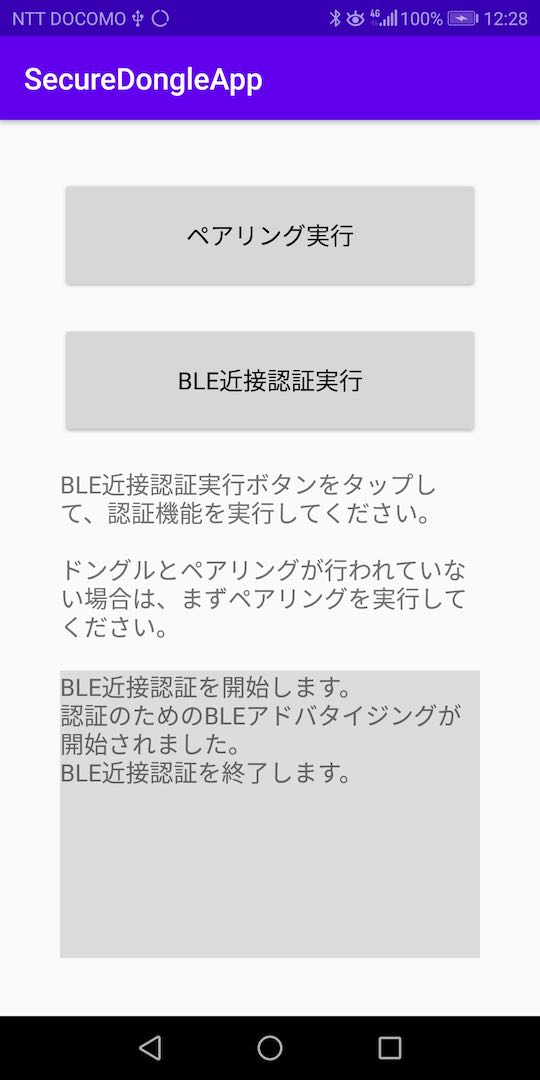 NTT DOCOMO 4G 100% 12:28
SecureDongleApp
ペアリング実行
BLE近接認証実行
BLE近接認証実行ボタンをタップし
て、認証機能を実行してください。
ドングルとペアリングが行われていな
い場合は、まずペアリングを実行して
ください。
BLE近接認証を開始します。
認証のためのBLEアドバタイジングが
開始されました。
BLE近接認証を終了します。